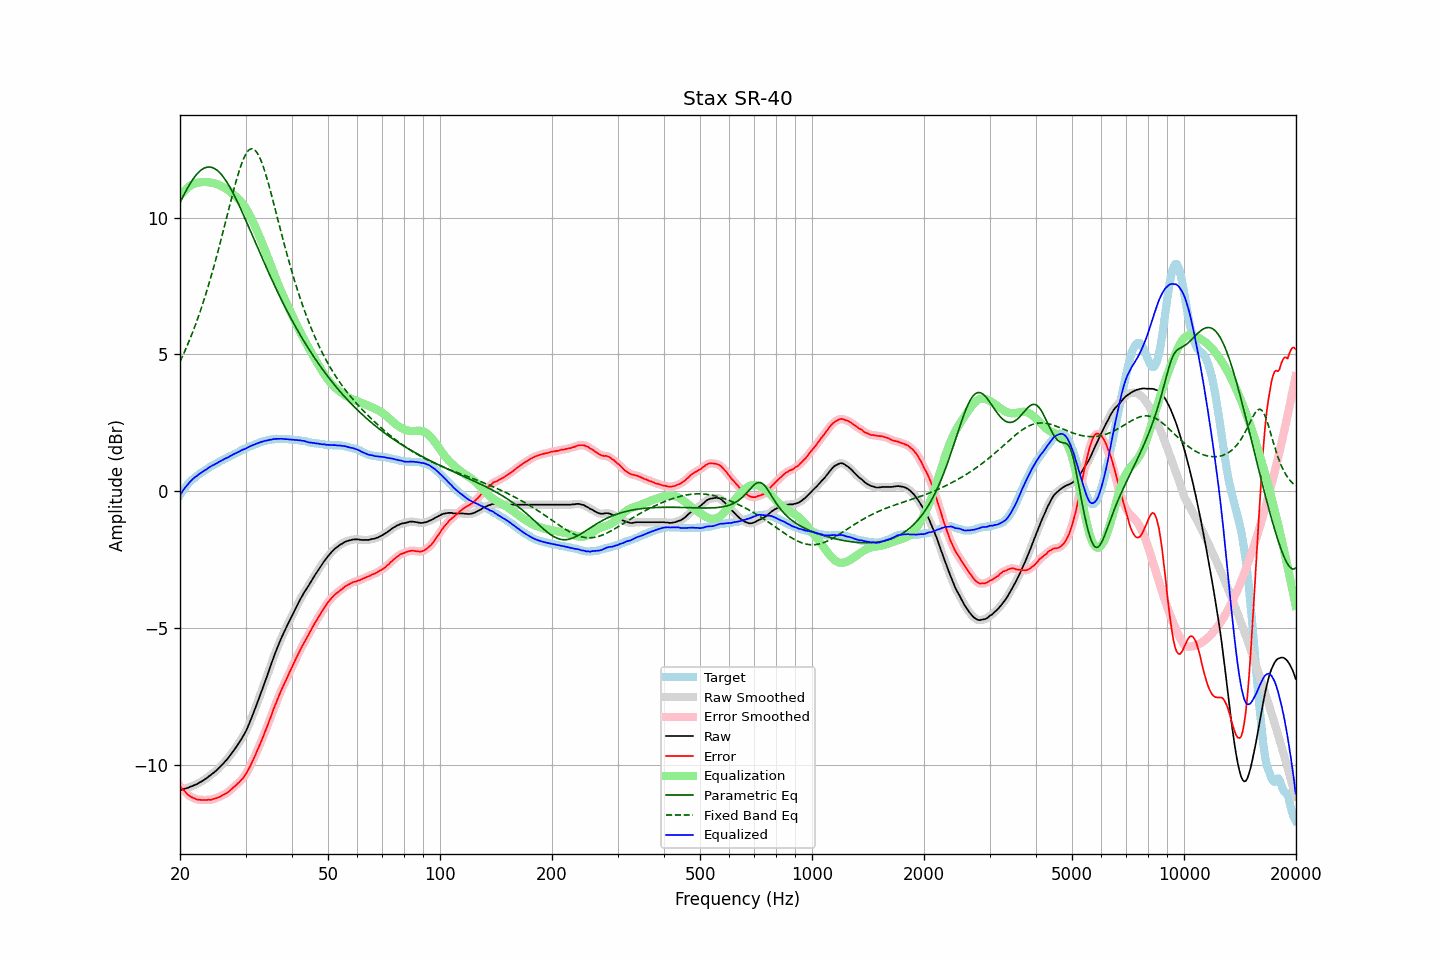 Stax SR-40
Amplitude (dBr)
10
5
0
−5
−10
Target
Raw Smoothed
Error Smoothed
Raw
Error
Equalization
Parametric Eq
Fixed Band Eq
Equalized
20 50 100 200 500 1000 2000 5000 10000 20000
Frequency (Hz)